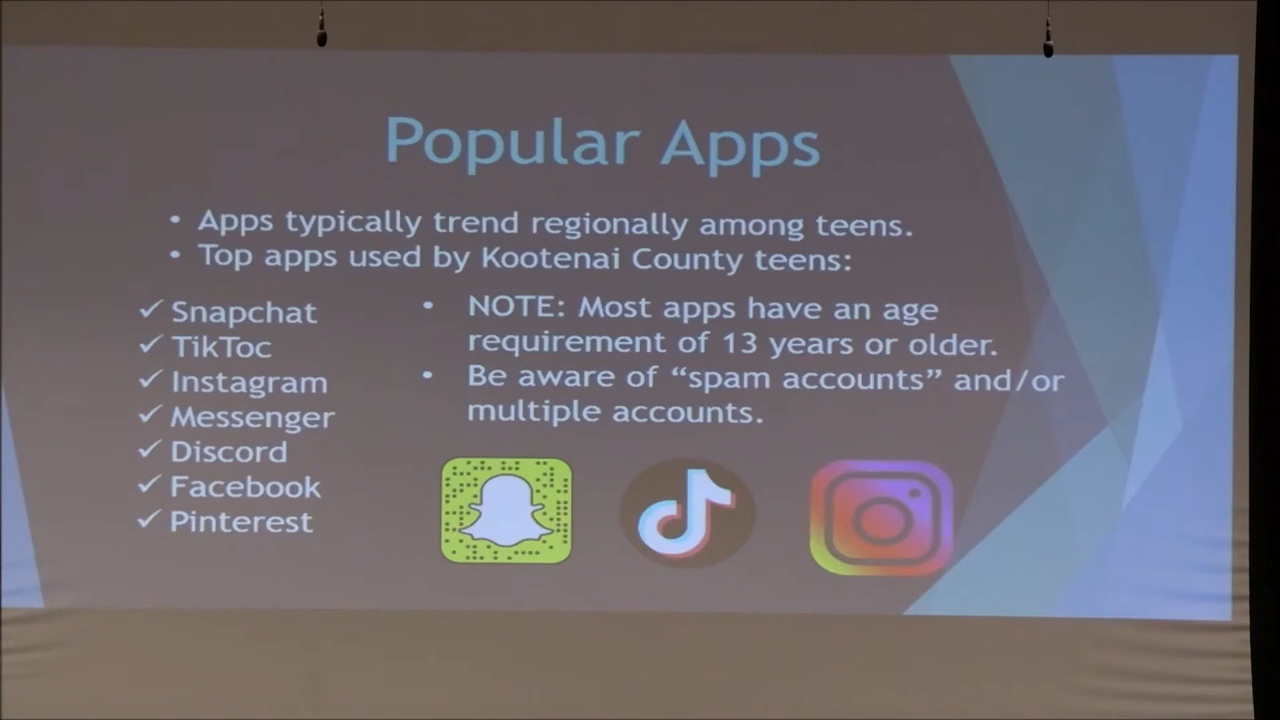 Popular Apps
• Apps typically trend regionally among teens.
• Top apps used by Kootenai County teens:
✓ Snapchat
✓ TikToc
✓ Instagram
✓ Messenger
✓ Discord
✓ Facebook
✓ Pinterest
• NOTE: Most apps have an age
requirement of 13 years or older.
• Be aware of “spam accounts” and/or
multiple accounts.